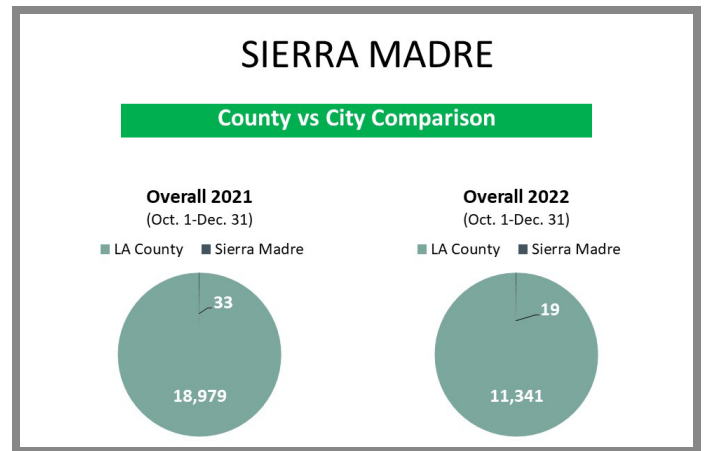 SIERRA MADRE
County vs City Comparison
Overall 2021
(Oct. 1-Dec. 31)
LA County Sierra Madre
33
18,979
Overall 2022
(Oct. 1-Dec. 31)
LA County Sierra Madre
19
11,341